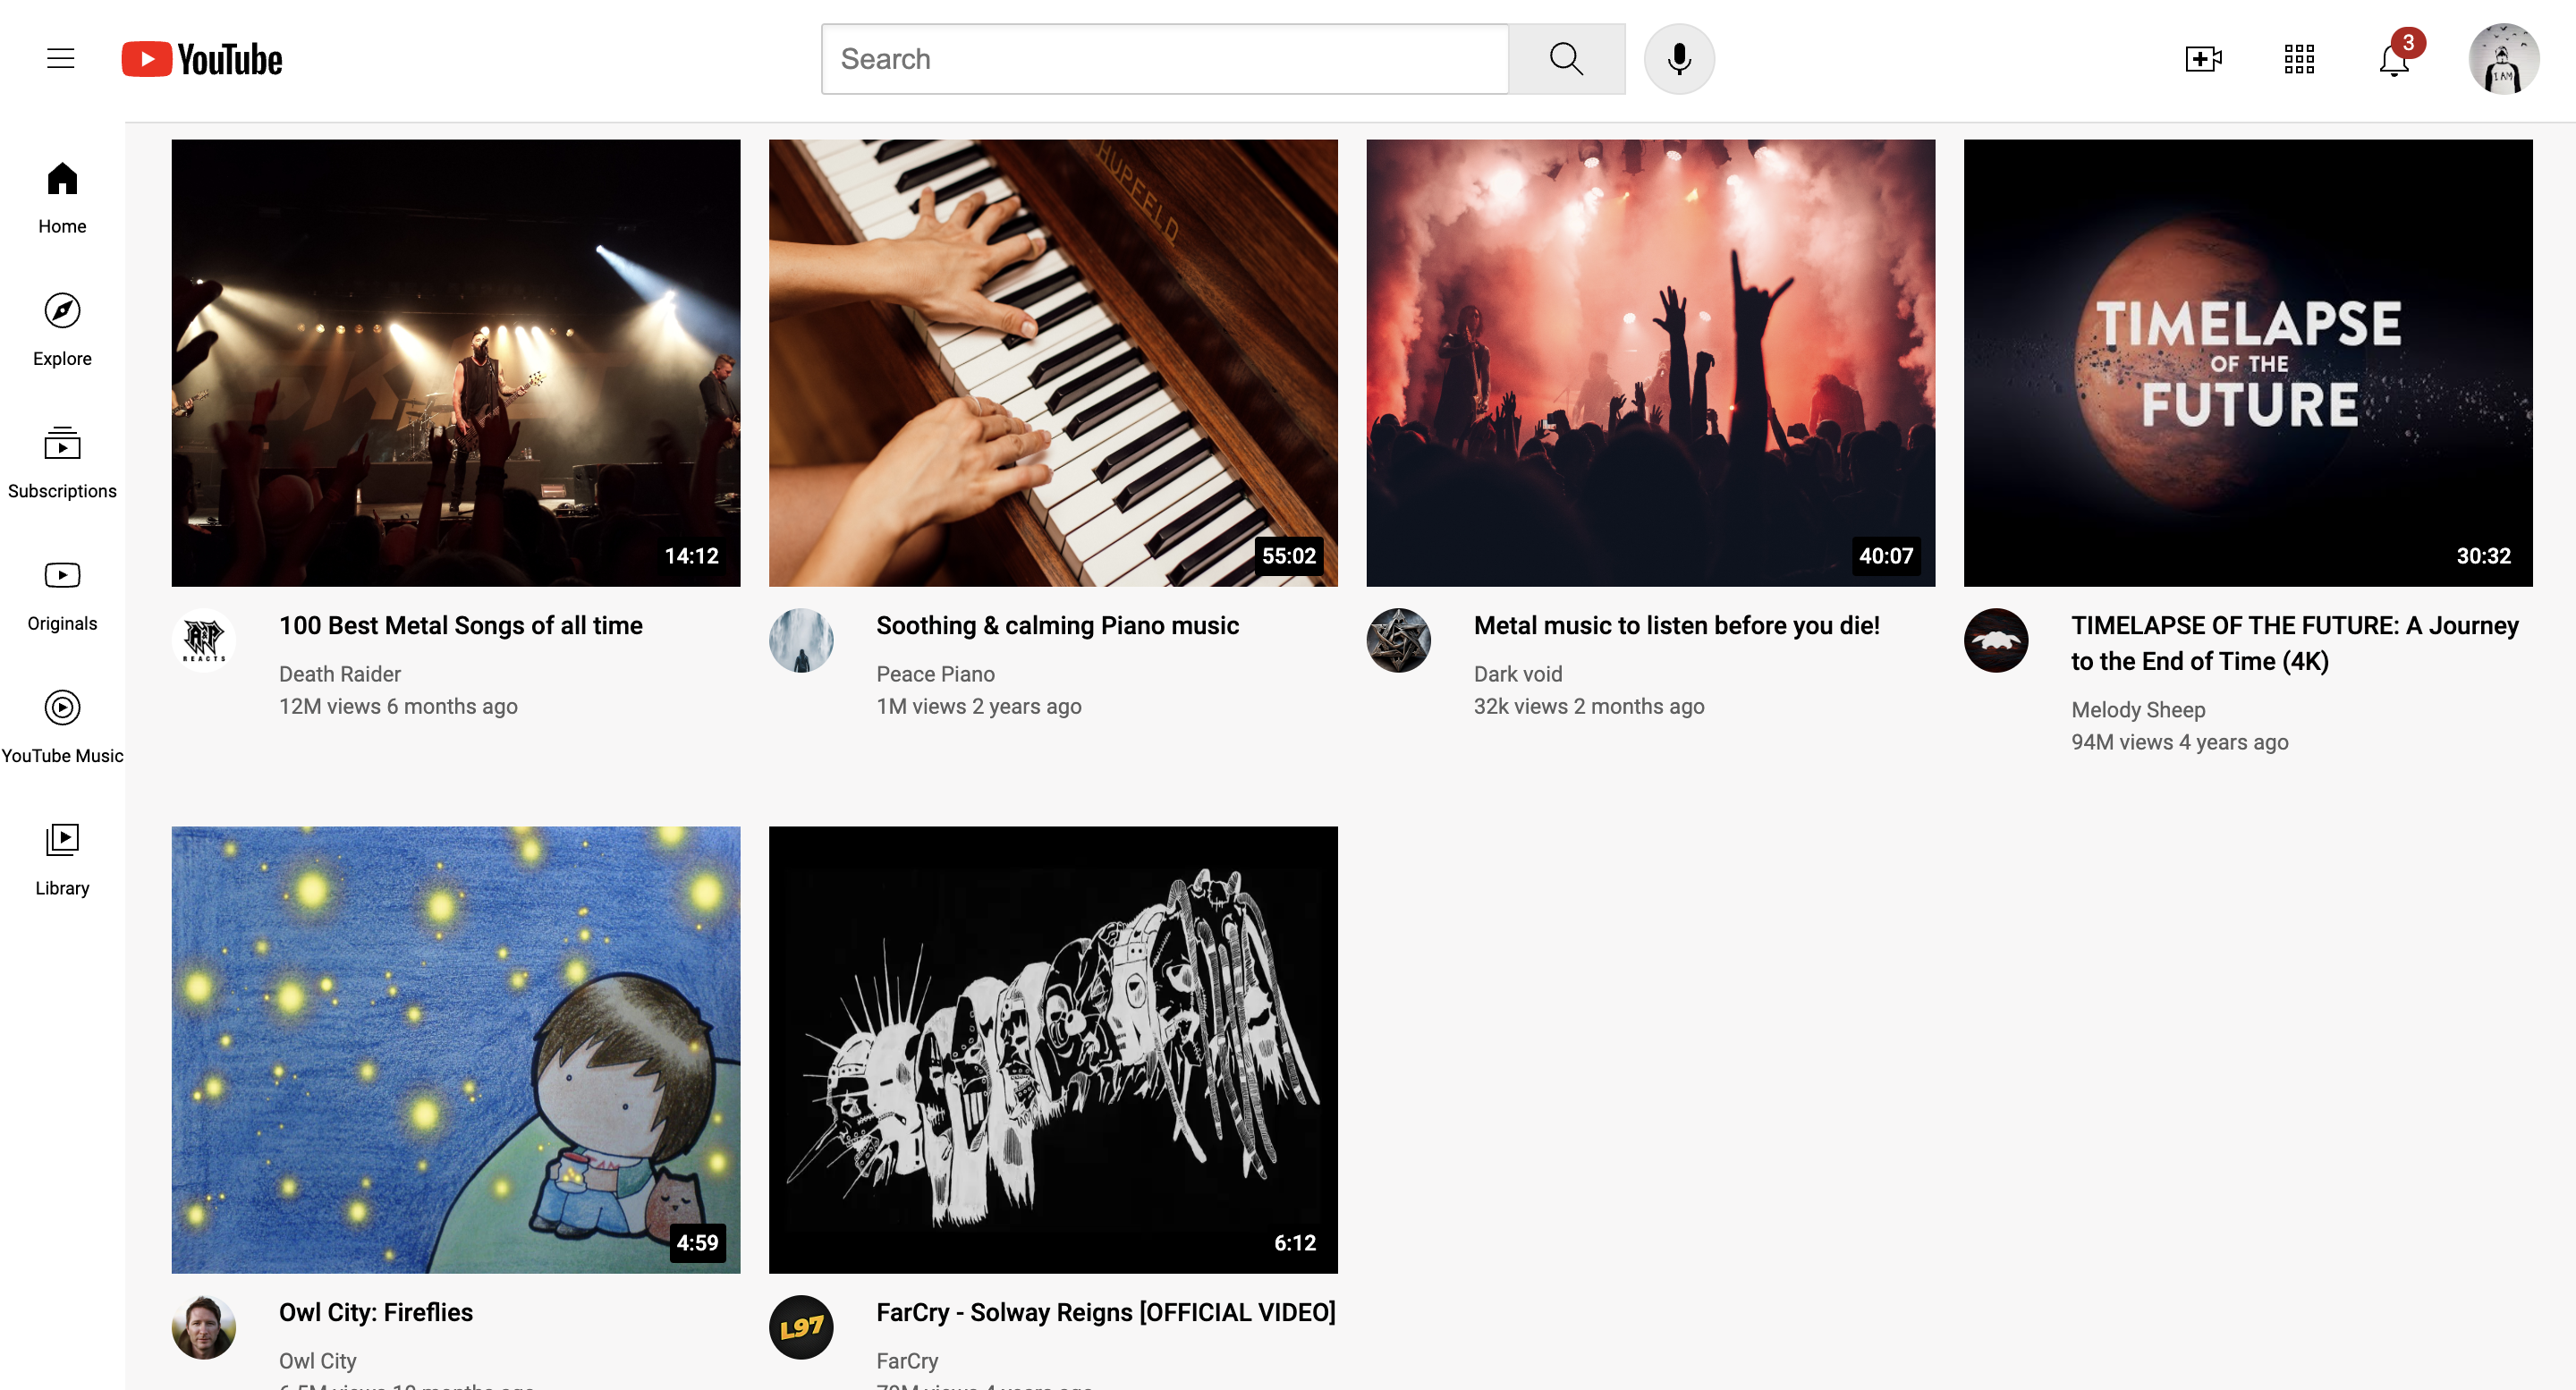 YouTube
Search
3
I AM
Home
Explore
Subscriptions
Originals
YouTube Music
Library
14:12
HUPFELD
55:02
40:07
TIMELAPSE
OF THE
FUTURE
30:32
REACTS
100 Best Metal Songs of all time
Death Raider
12M views 6 months ago
Soothing & calming Piano music
Peace Piano
1M views 2 years ago
Metal music to listen before you die!
Dark void
32k views 2 months ago
TIMELAPSE OF THE FUTURE: A Journey
to the End of Time (4K)
Melody Sheep
94M views 4 years ago
4:59
6:12
Owl City: Fireflies
Owl City
L97
FarCry - Solway Reigns [OFFICIAL VIDEO]
FarCry